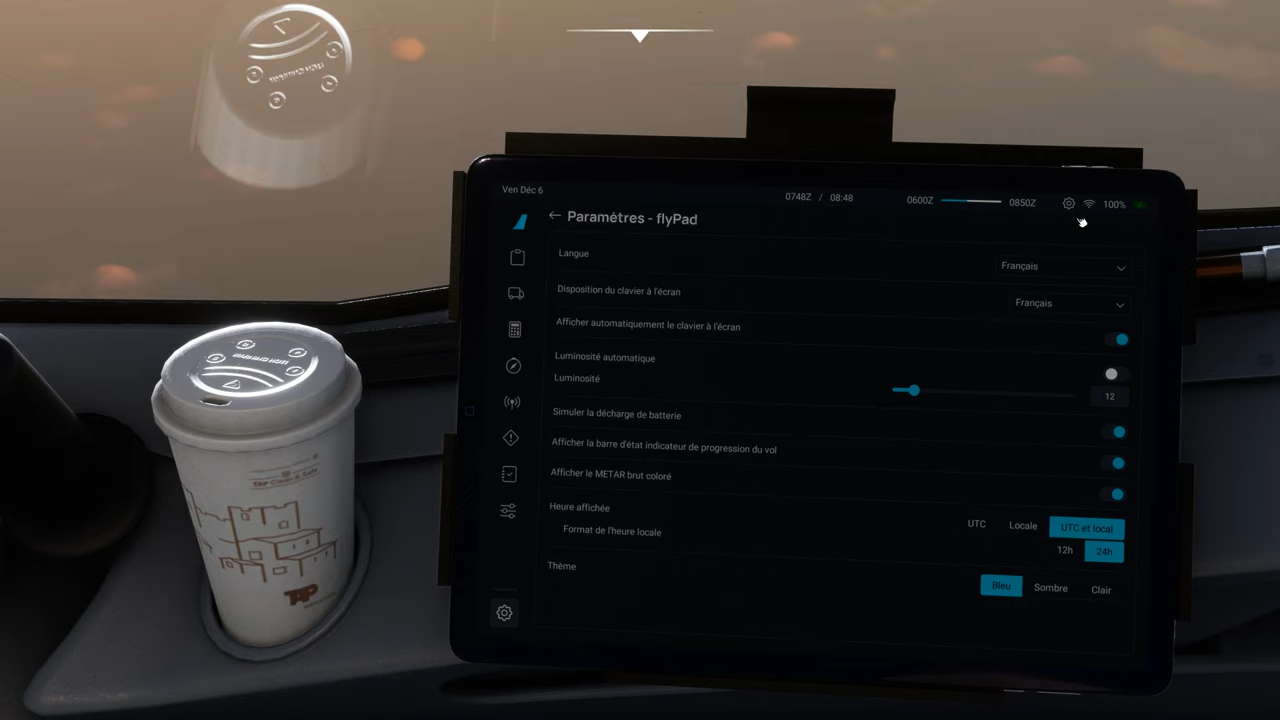 Ven Déc 6
0748Z / 08:48
0600Z
0850Z
100%
Paramètres - flyPad
Langue
Français
Disposition du clavier à l'écran
Français
Afficher automatiquement le clavier à l'écran
Luminosité automatique
Luminosité
12
Simuler la décharge de batterie
Afficher la barre d'état indicateur de progression du vol
Afficher le METAR brut coloré
Heure affichée
UTC
Locale
UTC et local
Format de l'heure locale
12h
24h
Thème
Bleu
Sombre
Clair
TAP Clean & Safe
TAP